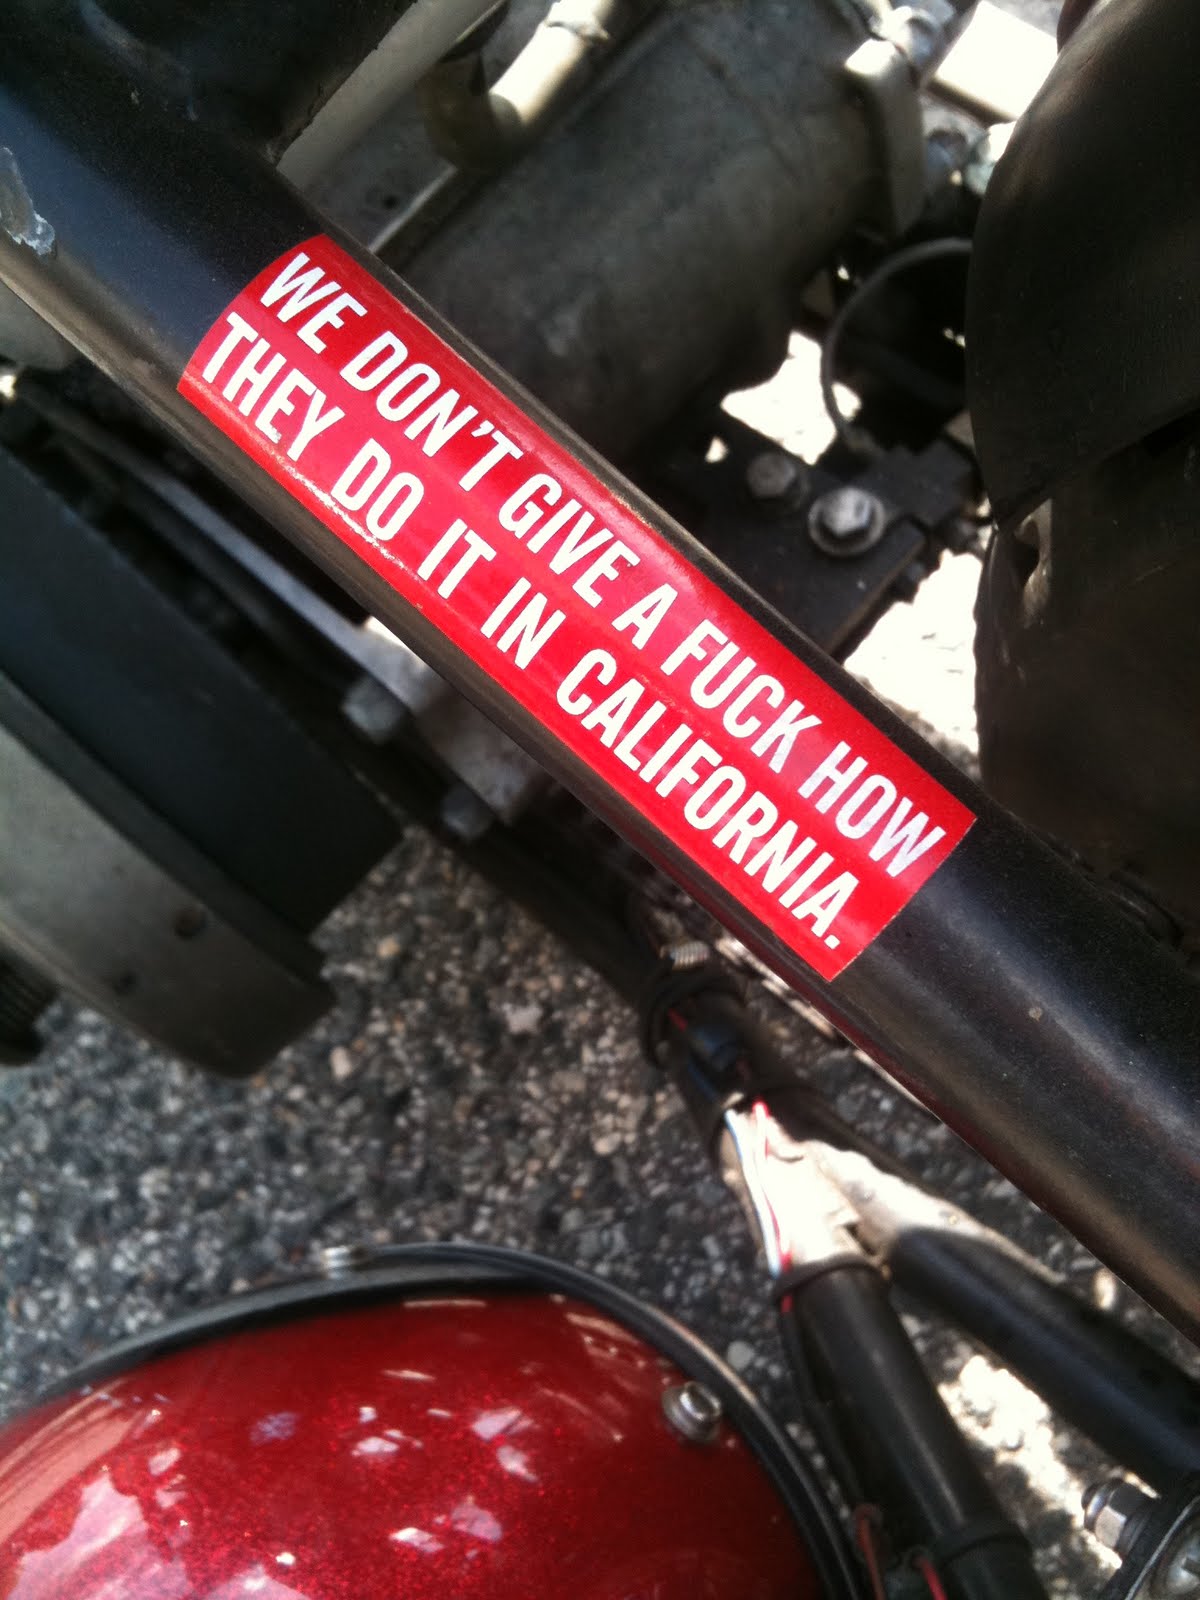 WE DON'T GIVE A FUCK HOW
THEY DO IT IN CALIFORNIA.